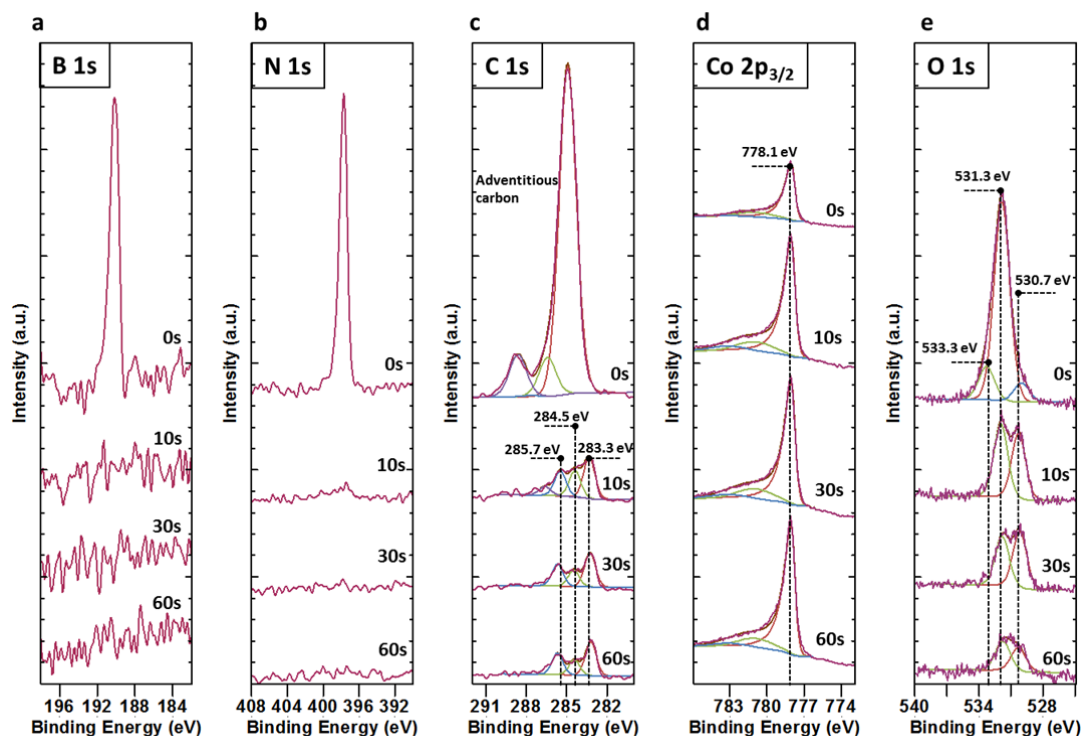 a
B 1s
Intensity (a.u.)
0s
10s
30s
60s
196 192 188 184
Binding Energy (eV)
b
N 1s
Intensity (a.u.)
0s
10s
30s
60s
408 404 400 396 392
Binding Energy (eV)
c
C 1s
Intensity (a.u.)
Adventitious
carbon
0s
284.5 eV
285.7 eV
283.3 eV
10s
30s
60s
291 288 285 282
Binding Energy (eV)
d
Co 2p3/2
Intensity (a.u.)
778.1 eV
0s
10s
30s
60s
783 780 777 774
Binding Energy (eV)
e
O 1s
Intensity (a.u.)
531.3 eV
530.7 eV
533.3 eV
0s
10s
30s
60s
540 534 528
Binding Energy (eV)